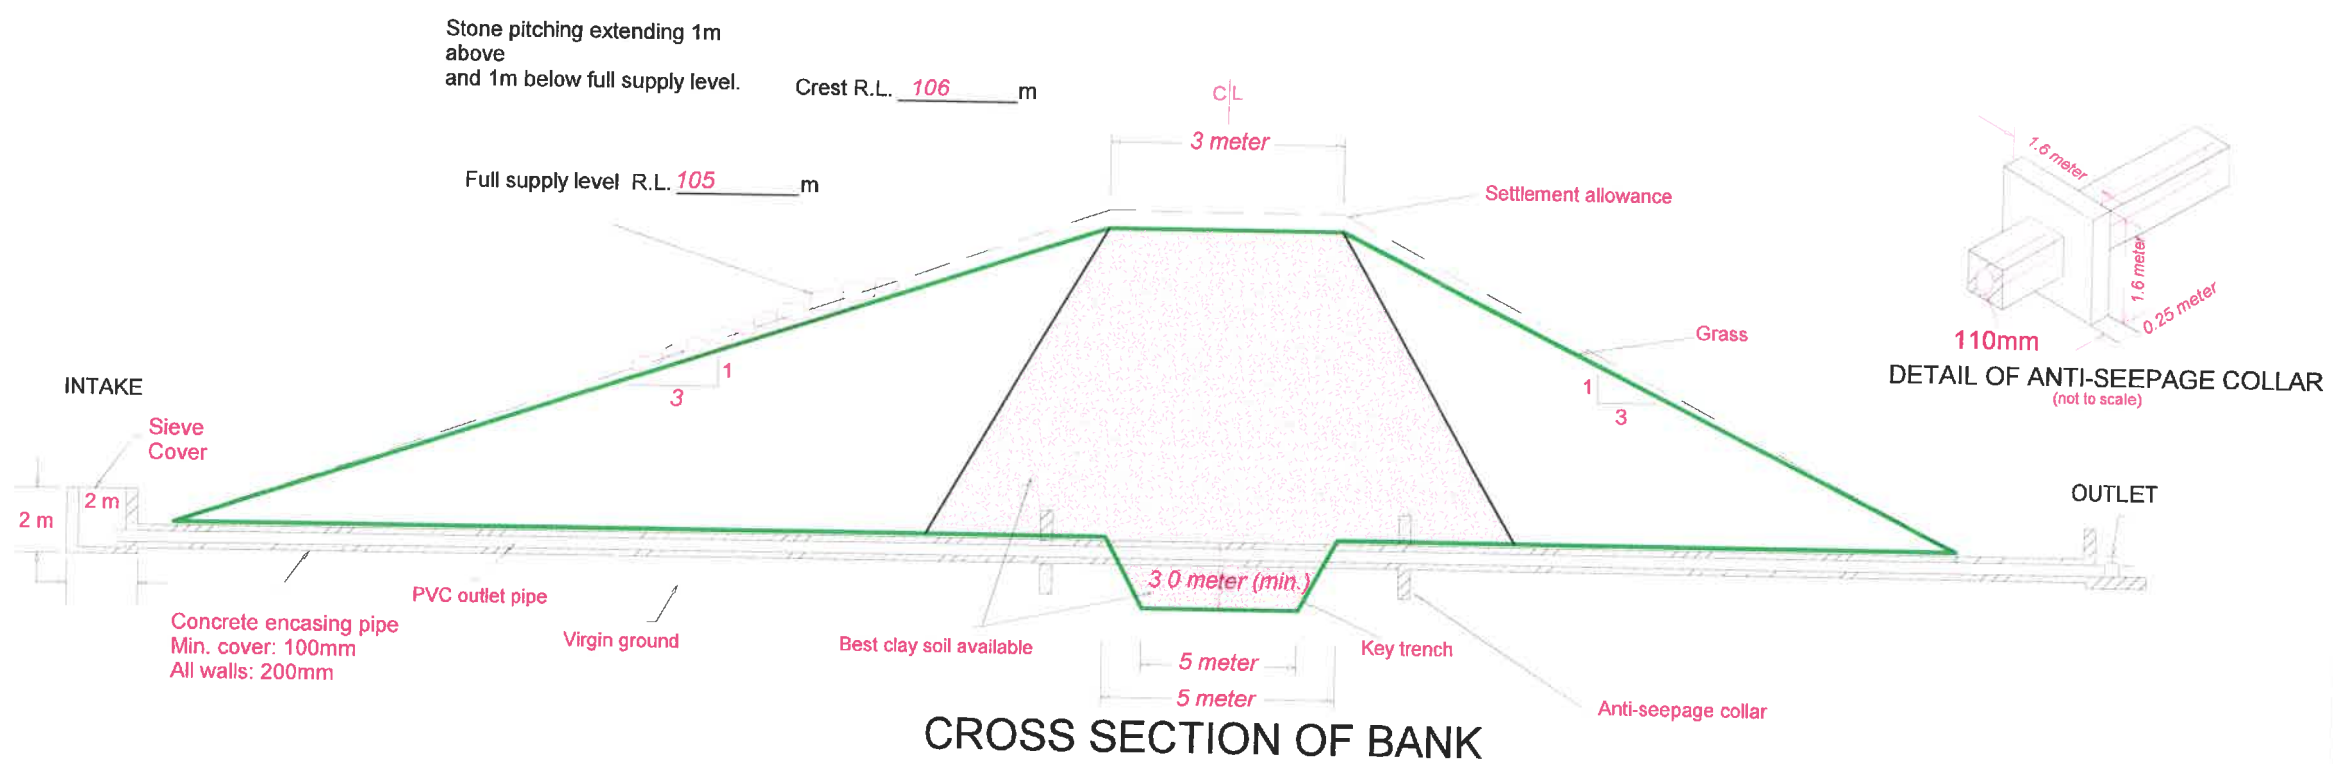 Stone pitching extending 1m
above
and 1m below full supply level.
Crest R.L. 106 m
C L
3 meter
Full supply level R.L. 105 m
Settlement allowance
1.6 meter
1.6 meter
0.25 meter
110mm
DETAIL OF ANTI-SEEPAGE COLLAR
(not to scale)
Grass
1
3
1
3
INTAKE
Sieve
Cover
2 m
2 m
OUTLET
3 0 meter (min.)
PVC outlet pipe
Concrete encasing pipe
Min. cover: 100mm
All walls: 200mm
Virgin ground
Best clay soil available
Key trench
5 meter
5 meter
Anti-seepage collar
CROSS SECTION OF BANK